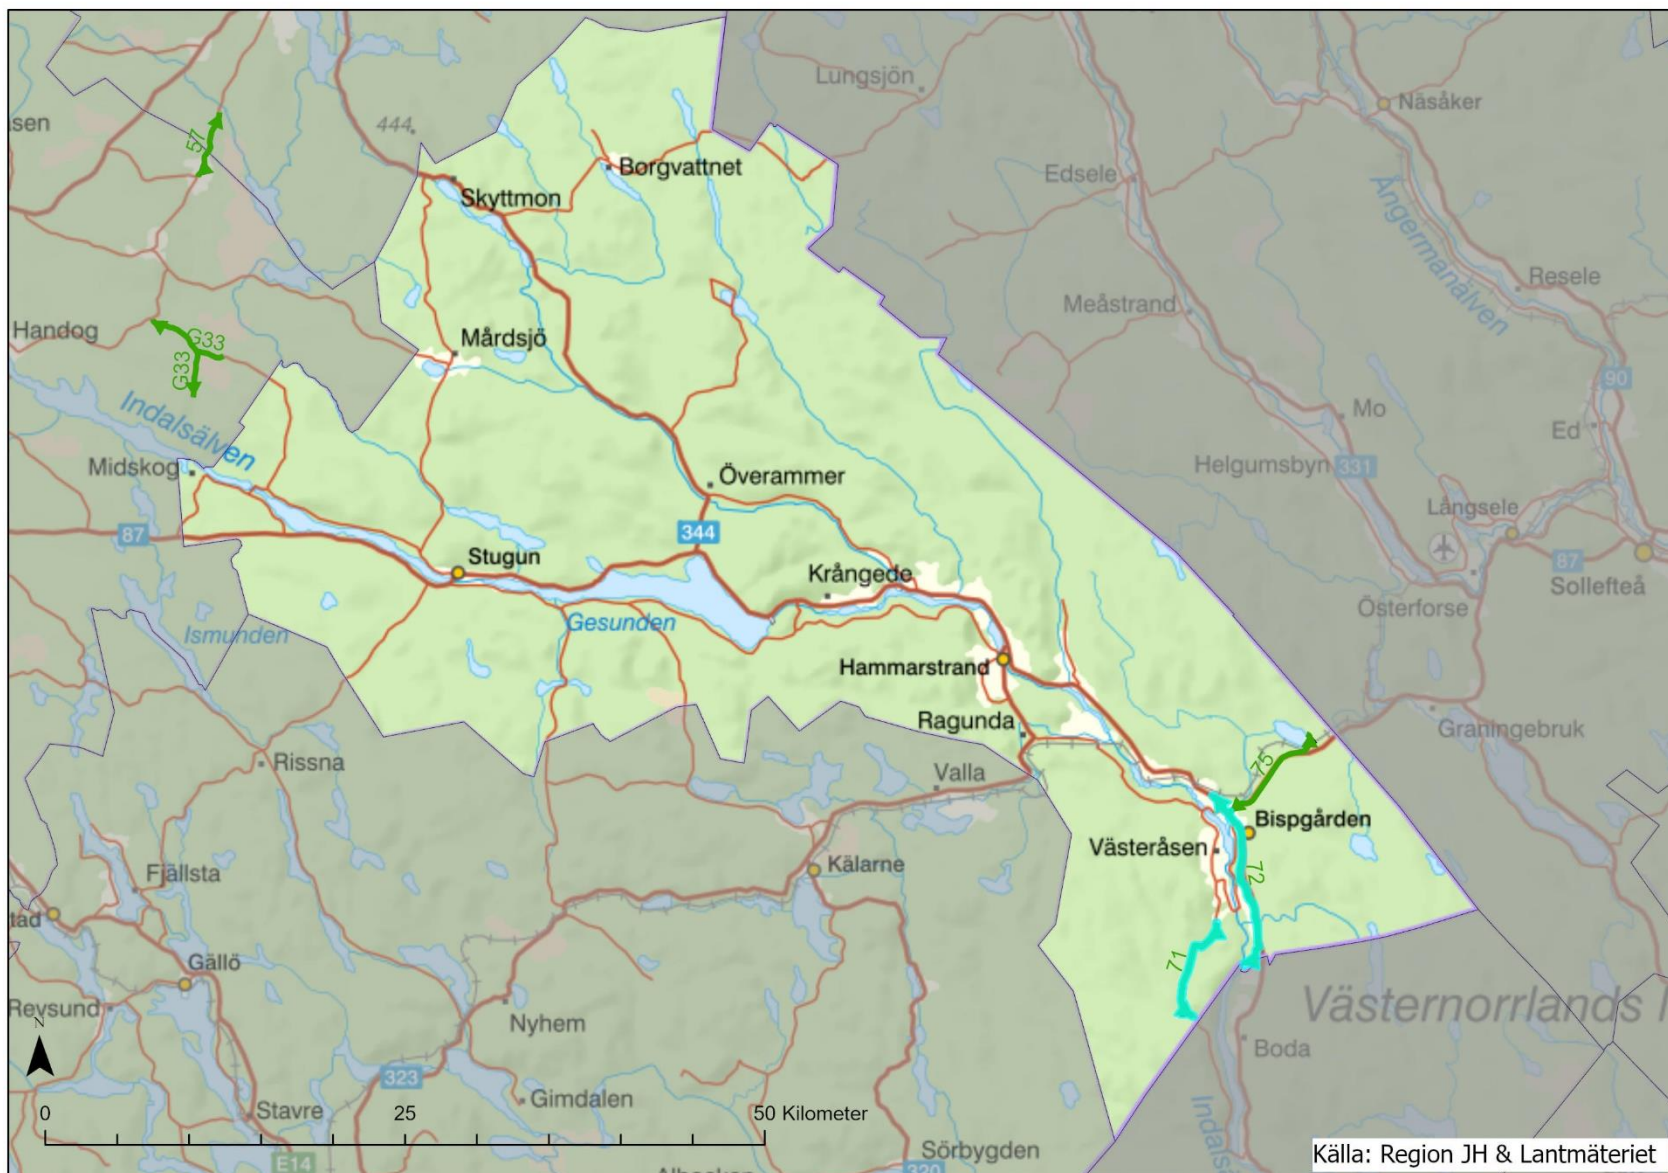 Lungsjön
Näsåker
åsen
444
57
Borgvattnet
Edsele
Skyttmon
Ångermanälven
Resele
Meåstrand
Handog
G33
G33
Mårdsjö
90
Mo
Indalsälven
Ed
Midskog
Helgumsbyn
331
Överammer
Långsele
87
344
Stugun
87
Sollefteå
Krångede
Österforse
Gesunden
Ismunden
Hammarstrand
Ragunda
Graningebruk
Rissna
Valla
75
Bispgården
Västeråsen
Kälarne
72
Fjällsta
tad
Gällö
71
Revsund
Nyhem
Västernorrlands l
N
Boda
323
Gimdalen
0
25
50 Kilometer
Stavre
Indals
Sörbygden
E14
320
Källa: Region JH & Lantmäteriet